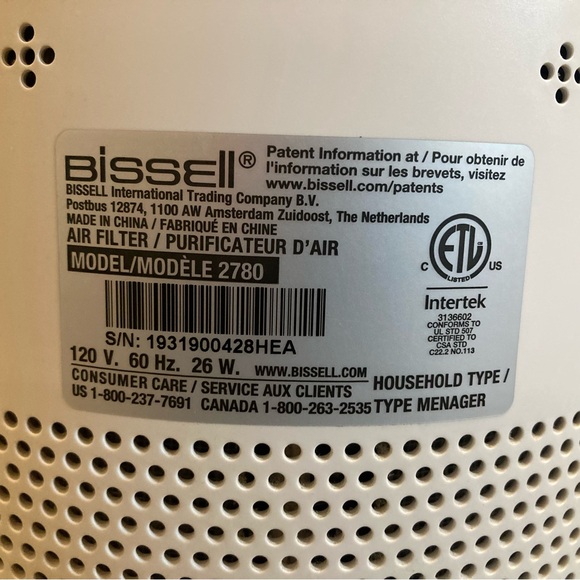 BISSELL® Patent Information at / Pour obtenir de
l'information sur les brevets, visitez
www.bissell.com/patents
BISSELL International Trading Company B.V.
Postbus 12874, 1100 AW Amsterdam Zuidoost, The Netherlands
MADE IN CHINA / FABRIQUÉ EN CHINE
AIR FILTER / PURIFICATEUR D'AIR
MODEL/MODÈLE 2780
S/N: 1931900428HEA
120 V. 60 Hz. 26 W. www.BISSELL.COM
CONSUMER CARE / SERVICE AUX CLIENTS
US 1-800-237-7691 CANADA 1-800-263-2535
HOUSEHOLD TYPE /
TYPE MENAGER
C ETL US
LISTED
Intertek
3136602
CONFORMS TO
UL STD 507
CERTIFIED TO
CSA STD
C22.2 NO.113